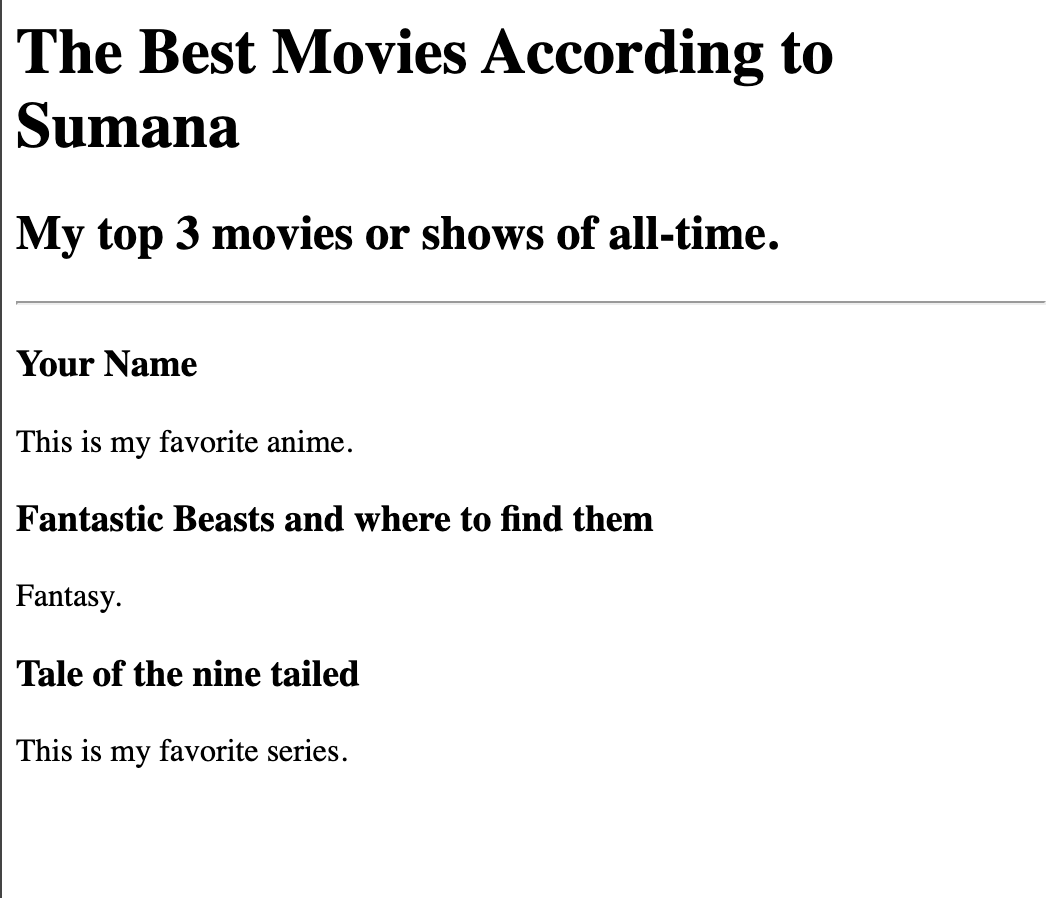 The Best Movies According to
Sumana
My top 3 movies or shows of all-time.
Your Name
This is my favorite anime.
Fantastic Beasts and where to find them
Fantasy.
Tale of the nine tailed
This is my favorite series.